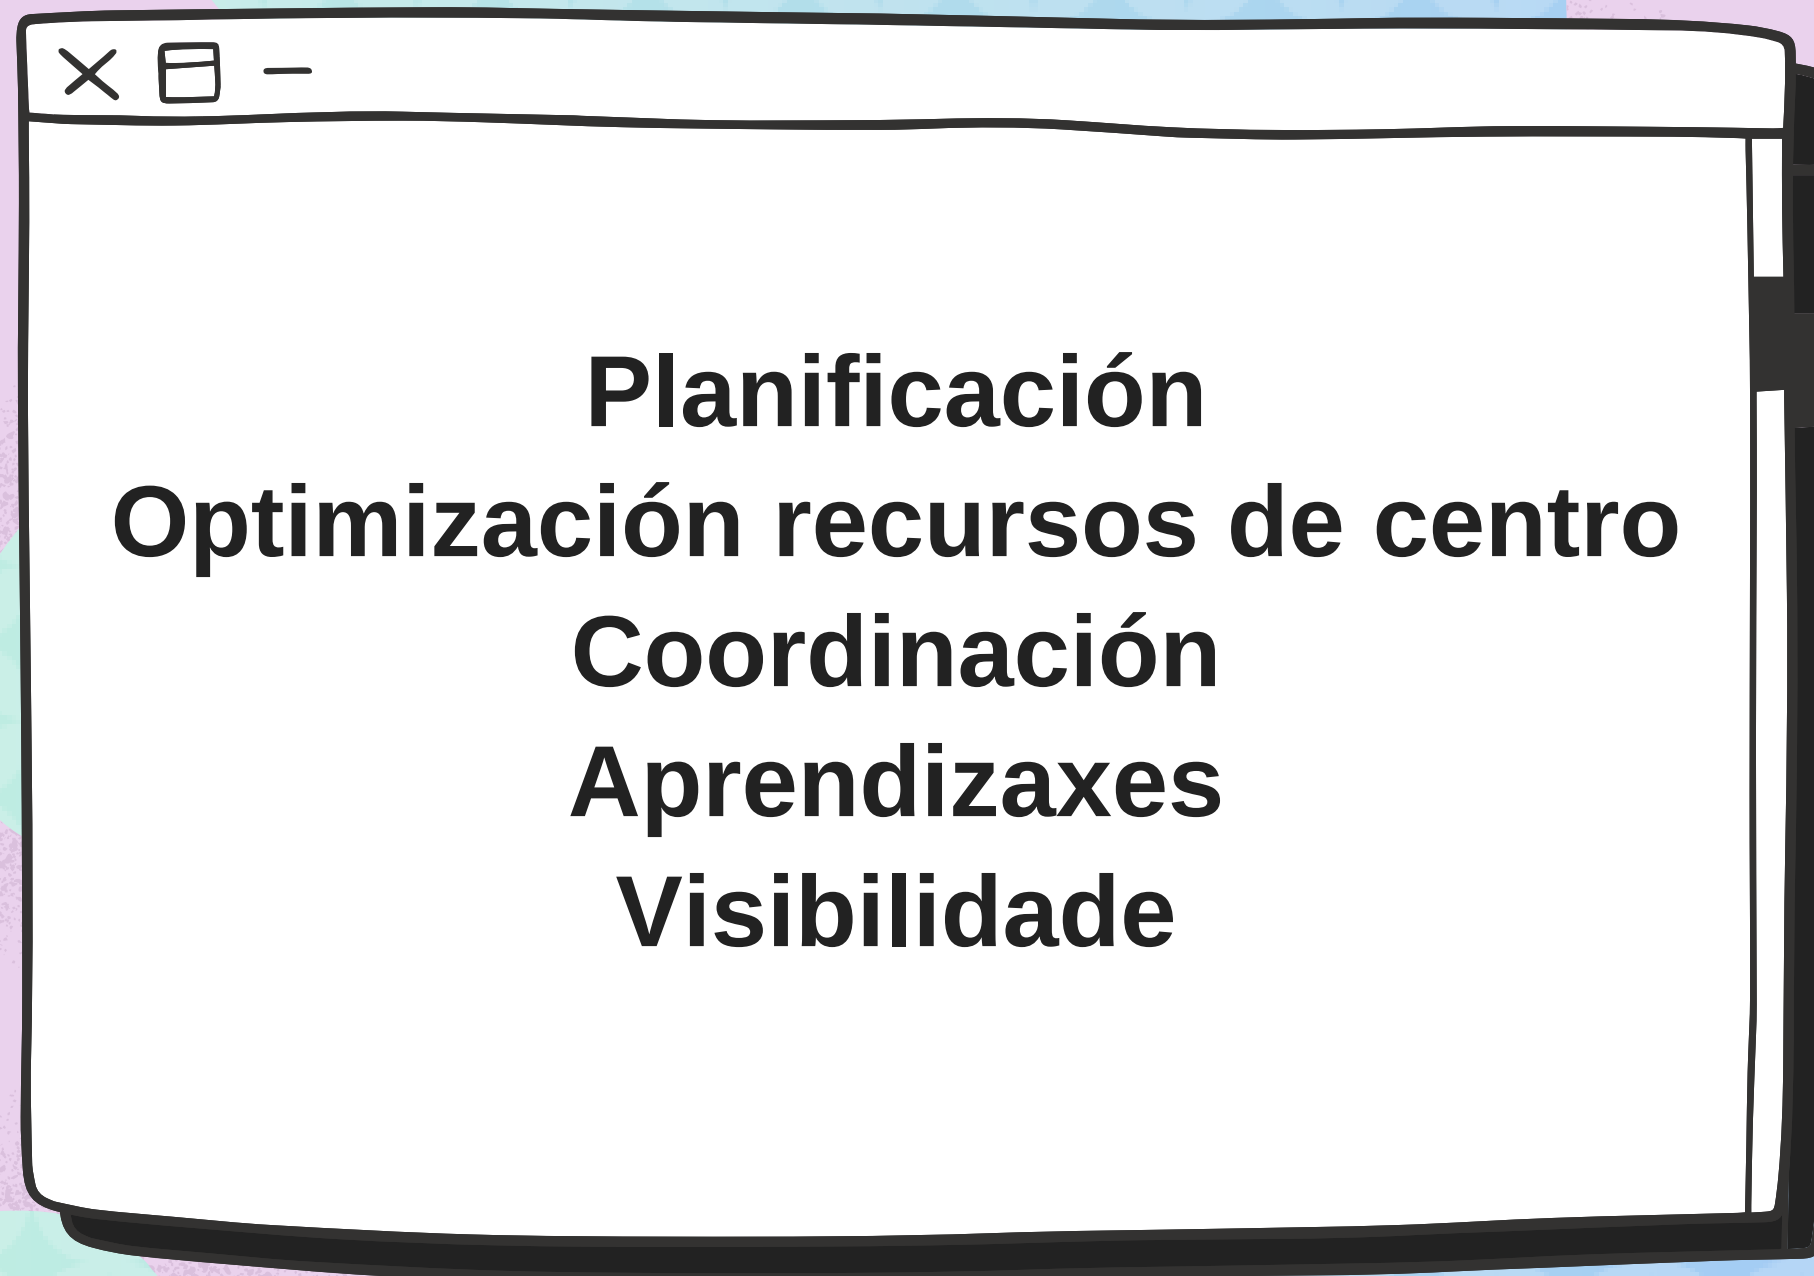 Planificación
Optimización recursos de centro
Coordinación
Aprendizaxes
Visibilidade